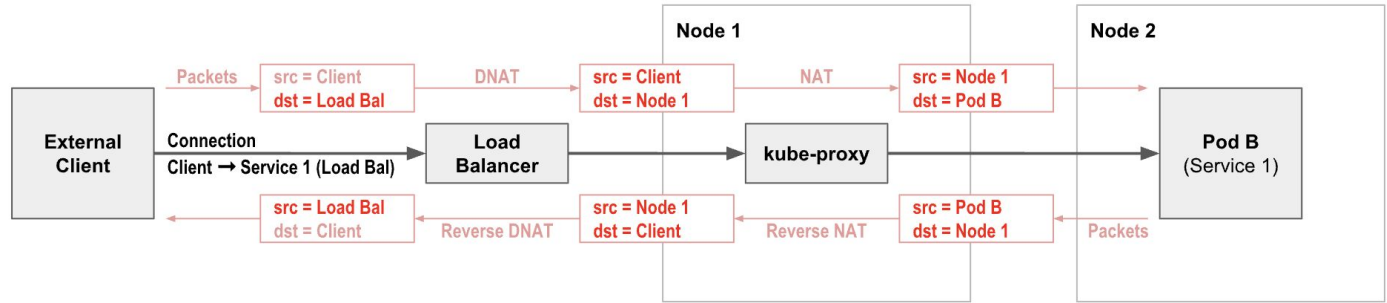 Node 1
Node 2
Packets
src = Client
dst = Load Bal
DNAT
src = Client
dst = Node 1
NAT
src = Node 1
dst = Pod B
External
Client
Connection
Client → Service 1 (Load Bal)
Load
Balancer
kube-proxy
Pod B
(Service 1)
src = Load Bal
dst = Client
Reverse DNAT
src = Node 1
dst = Client
Reverse NAT
src = Pod B
dst = Node 1
Packets